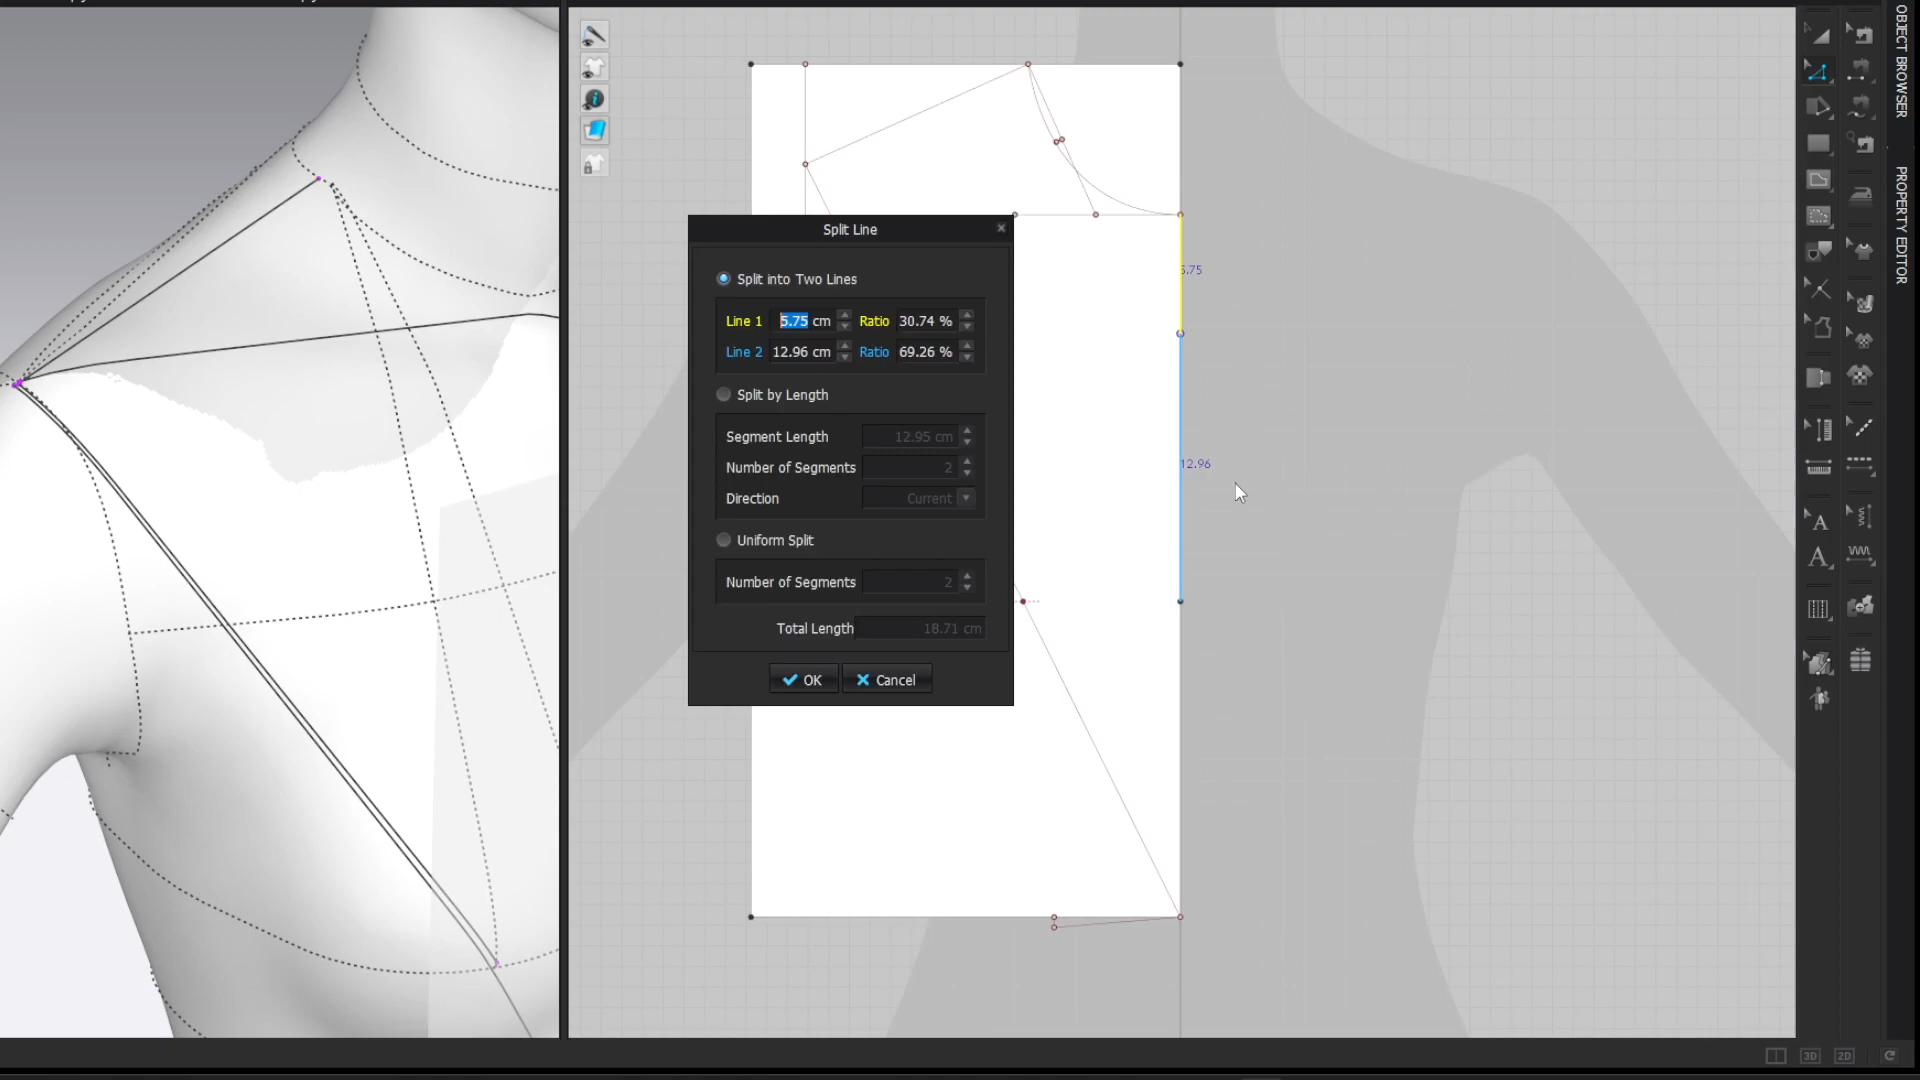 OBJECT BROWSER
PROPERTY EDITOR
Split Line
Split into Two Lines
Line 1 5.75 cm Ratio 30.74 %
Line 2 12.96 cm Ratio 69.26 %
Split by Length
Segment Length 12.95 cm
Number of Segments 2
Direction Current
Uniform Split
Number of Segments 2
Total Length 18.71 cm
OK Cancel
5.75
12.96
A
A
3D 2D